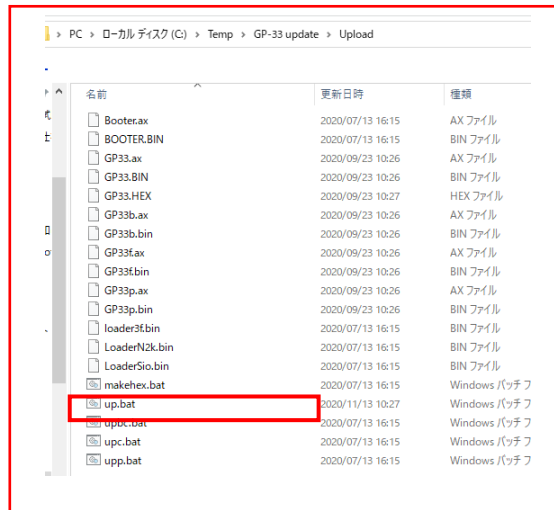 PC › ローカル ディスク (C:) › Temp › GP-33 update › Upload
名前 更新日時 種類
Booter.ax 2020/07/13 16:15 AX ファイル
BOOTER.BIN 2020/07/13 16:15 BIN ファイル
GP33.ax 2020/09/23 10:26 AX ファイル
GP33.BIN 2020/09/23 10:26 BIN ファイル
GP33.HEX 2020/09/23 10:27 HEX ファイル
GP33b.ax 2020/09/23 10:26 AX ファイル
GP33b.bin 2020/09/23 10:26 BIN ファイル
GP33f.ax 2020/09/23 10:26 AX ファイル
GP33f.bin 2020/09/23 10:26 BIN ファイル
GP33p.ax 2020/09/23 10:26 AX ファイル
GP33p.bin 2020/09/23 10:26 BIN ファイル
loader3f.bin 2020/07/13 16:15 BIN ファイル
LoaderN2k.bin 2020/07/13 16:15 BIN ファイル
LoaderSio.bin 2020/07/13 16:15 BIN ファイル
makehex.bat 2020/07/13 16:15 Windows バッチ フ
up.bat 2020/11/13 10:27 Windows バッチ フ
upbc.bat 2020/07/13 16:15 Windows バッチ フ
upc.bat 2020/07/13 16:15 Windows バッチ フ
upp.bat 2020/07/13 16:15 Windows バッチ フ